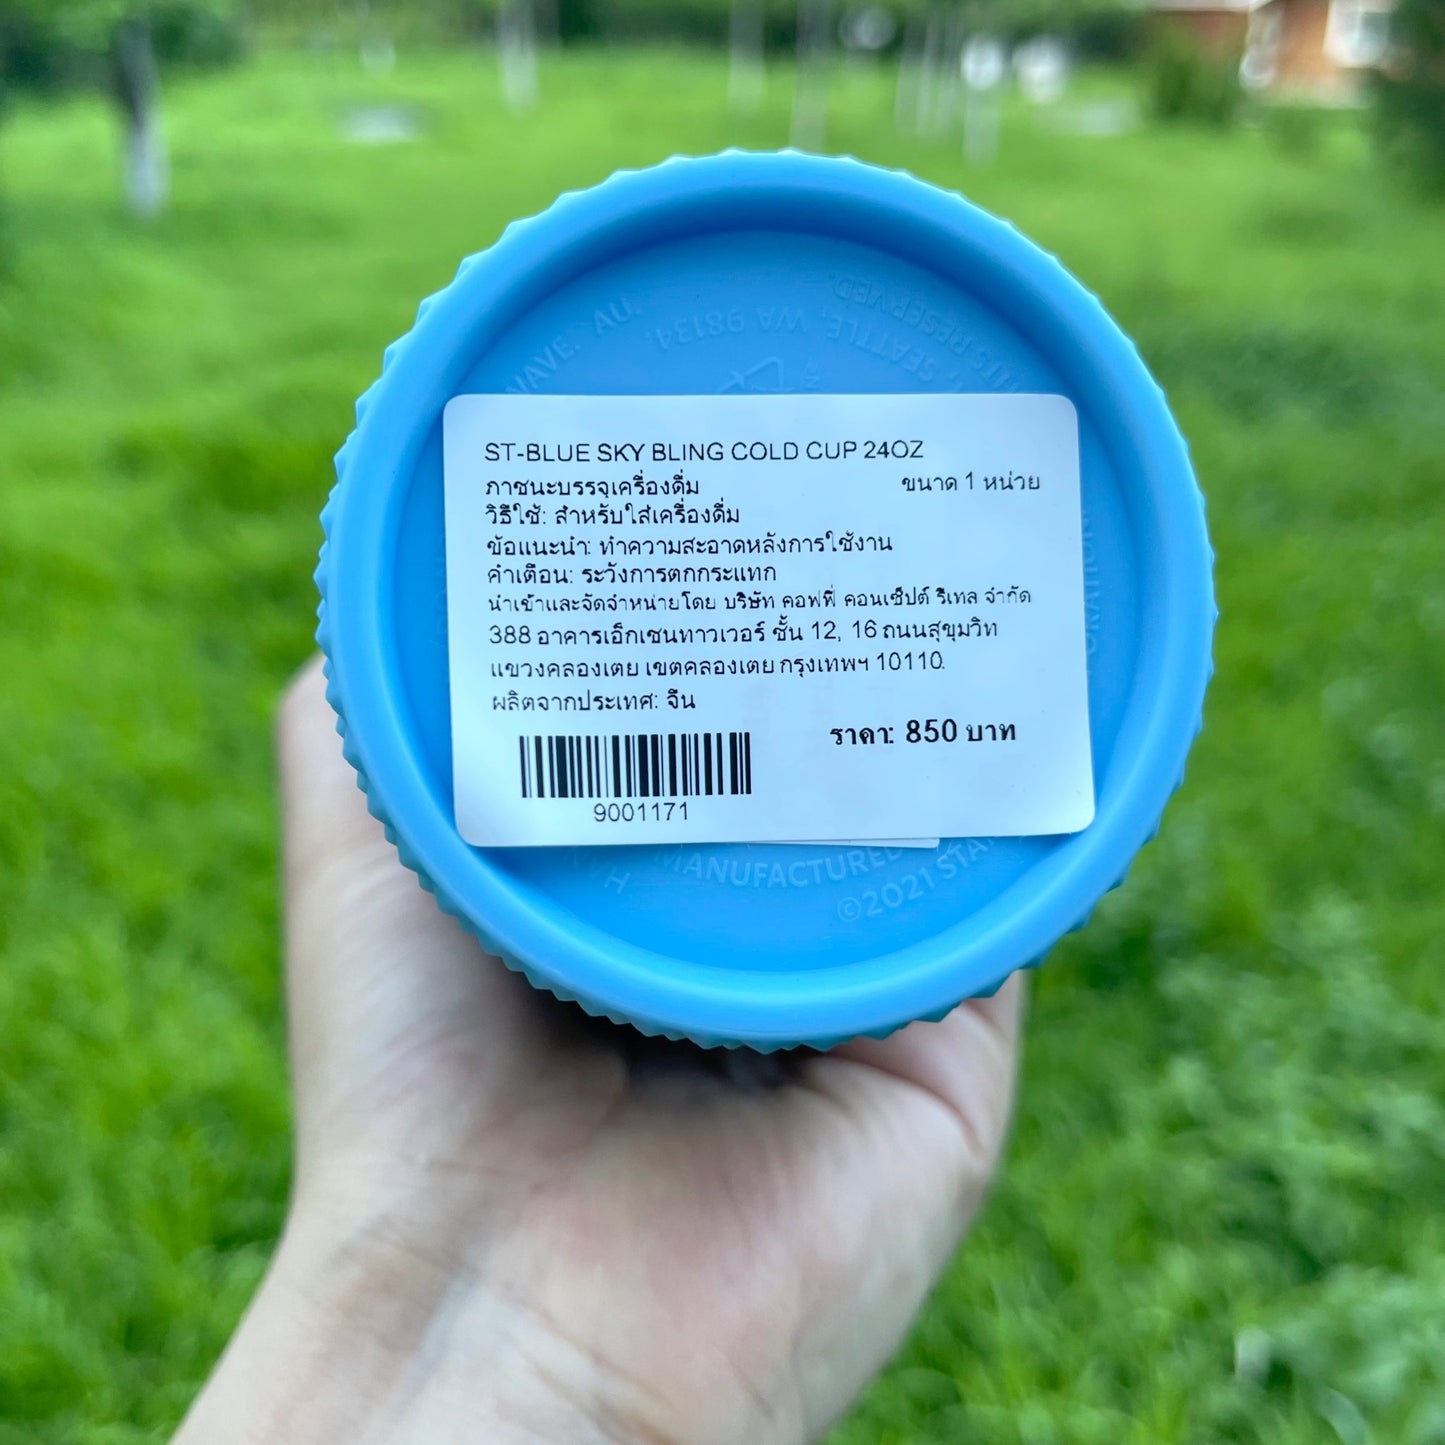 ST-BLUE SKY BLING COLD CUP 24OZ
ภาชนะบรรจุเครื่องดื่ม ขนาด 1 หน่วย
วิธีใช้: สำหรับใส่เครื่องดื่ม
ข้อแนะนำ: ทำความสะอาดหลังการใช้งาน
คำเตือน: ระวังการตกกระแทก
นำเข้าและจัดจำหน่ายโดย บริษัท คอฟฟี่ คอนเซ็ปต์ รีเทล จำกัด
388 อาคารเอ็กเชนทาวเวอร์ ชั้น 12, 16 ถนนสุขุมวิท
แขวงคลองเตย เขตคลองเตย กรุงเทพฯ 10110.
ผลิตจากประเทศ: จีน
ราคา: 850 บาท
9001171
SEATTLE, WA 98134.
RESERVED.
MANUFACTURED
©2021